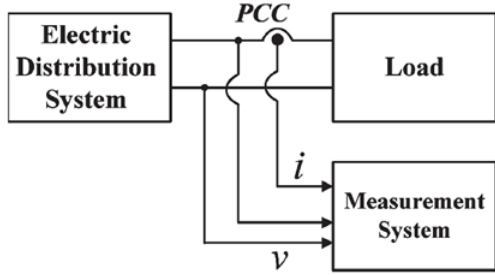 PCC
Electric
Distribution
System
Load
i
Measurement
System
v